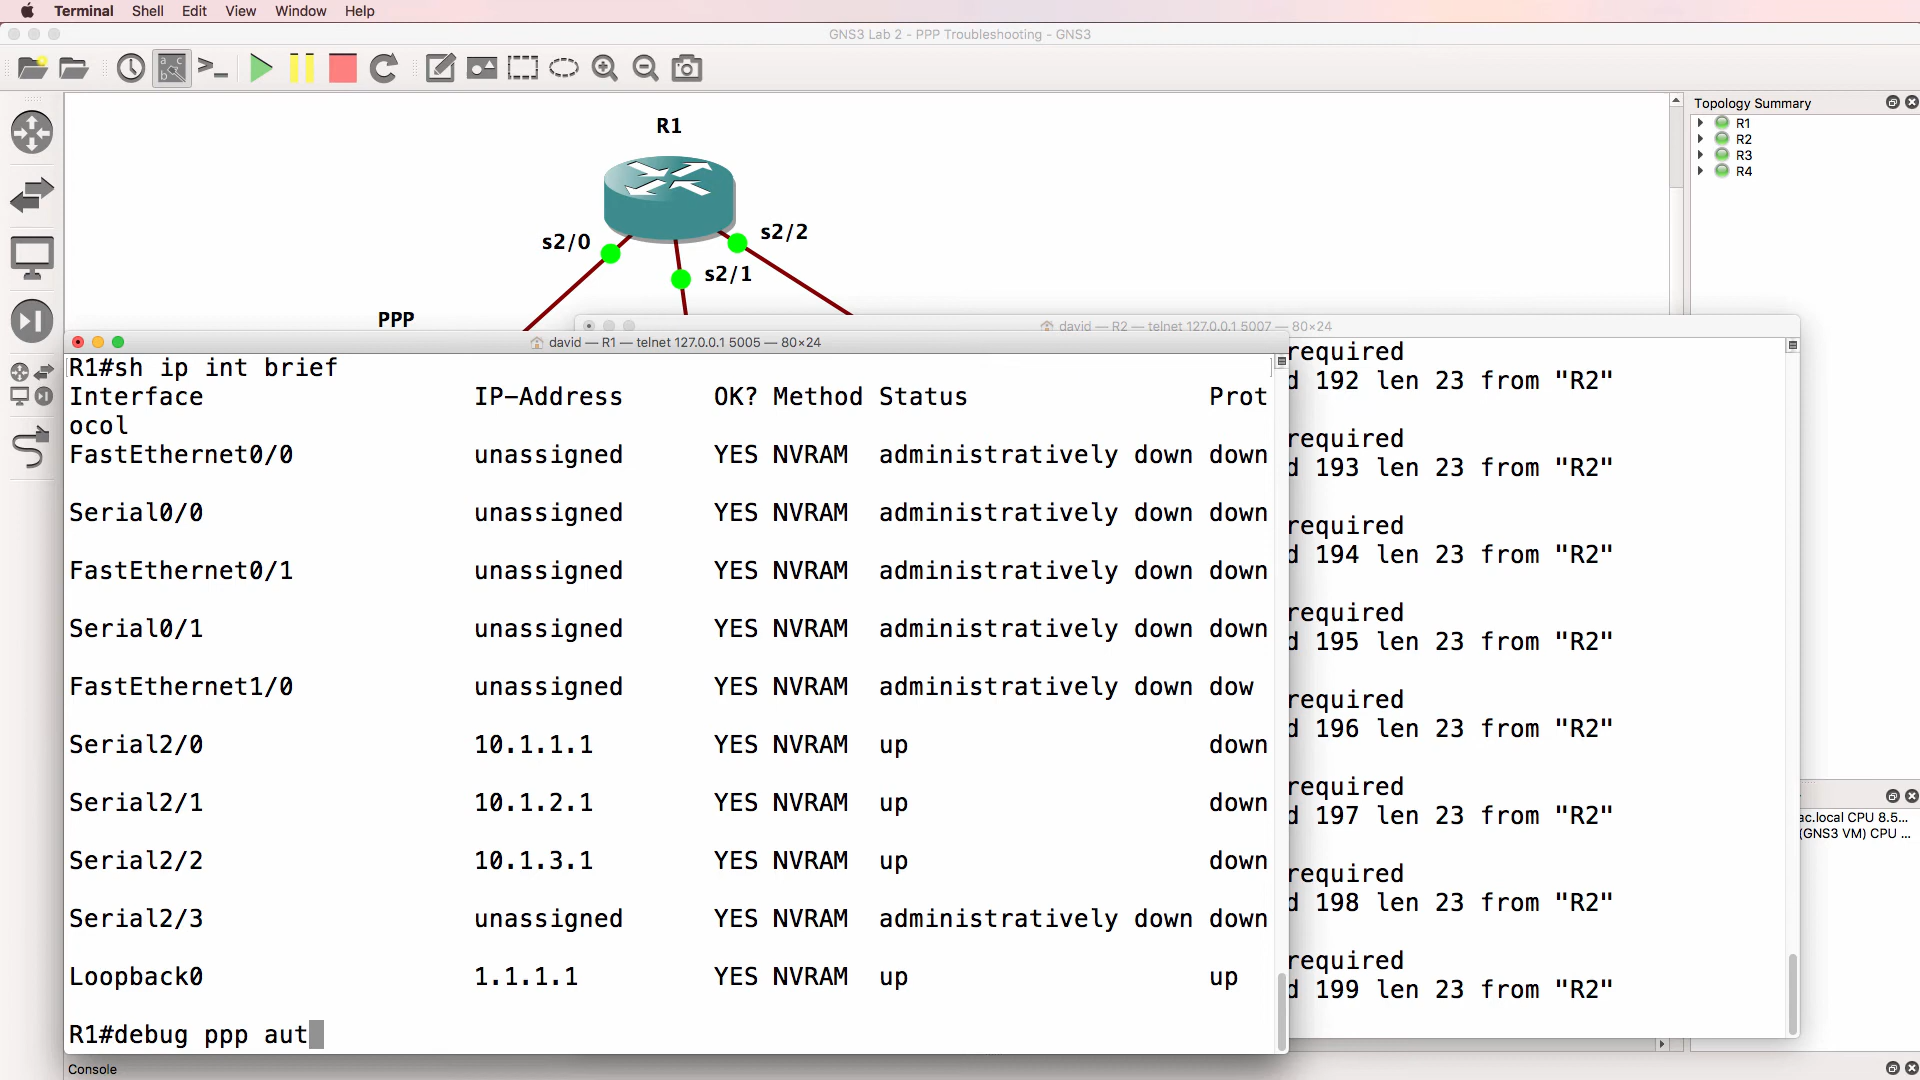 Terminal Shell Edit View Window Help
GNS3 Lab 2 - PPP Troubleshooting - GNS3
R1
s2/0
s2/2
s2/1
PPP
Topology Summary
R1
R2
R3
R4
david — R2 — telnet 127.0.0.1 5007 — 80×24
david — R1 — telnet 127.0.0.1 5005 — 80×24
R1#sh ip int brief
Interface IP-Address OK? Method Status Prot
ocol
FastEthernet0/0 unassigned YES NVRAM administratively down down
Serial0/0 unassigned YES NVRAM administratively down down
FastEthernet0/1 unassigned YES NVRAM administratively down down
Serial0/1 unassigned YES NVRAM administratively down down
FastEthernet1/0 unassigned YES NVRAM administratively down dow
Serial2/0 10.1.1.1 YES NVRAM up down
Serial2/1 10.1.2.1 YES NVRAM up down
Serial2/2 10.1.3.1 YES NVRAM up down
Serial2/3 unassigned YES NVRAM administratively down down
Loopback0 1.1.1.1 YES NVRAM up up
R1#debug ppp aut
required
d 192 len 23 from "R2"
required
d 193 len 23 from "R2"
required
d 194 len 23 from "R2"
required
d 195 len 23 from "R2"
required
d 196 len 23 from "R2"
required
d 197 len 23 from "R2"
required
d 198 len 23 from "R2"
required
d 199 len 23 from "R2"
ac.local CPU 8.5...
(GNS3 VM) CPU ...
Console